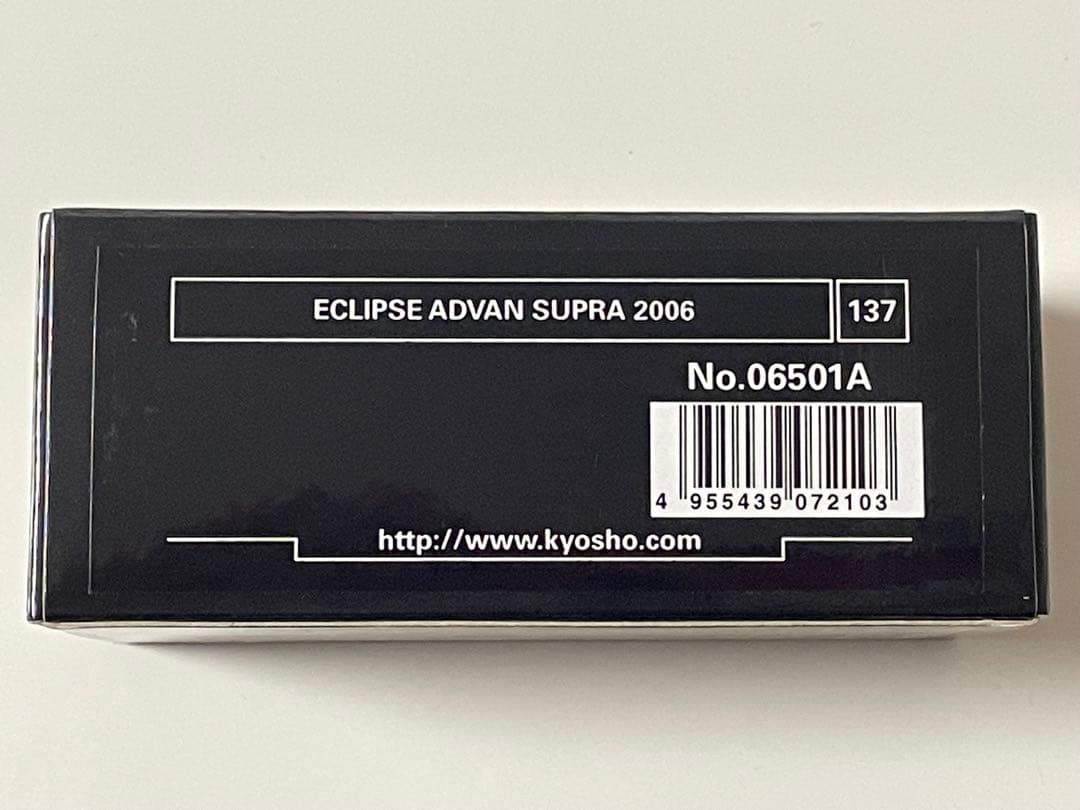 ECLIPSE ADVAN SUPRA 2006 137
No.06501A
4 955439 072103
http://www.kyosho.com